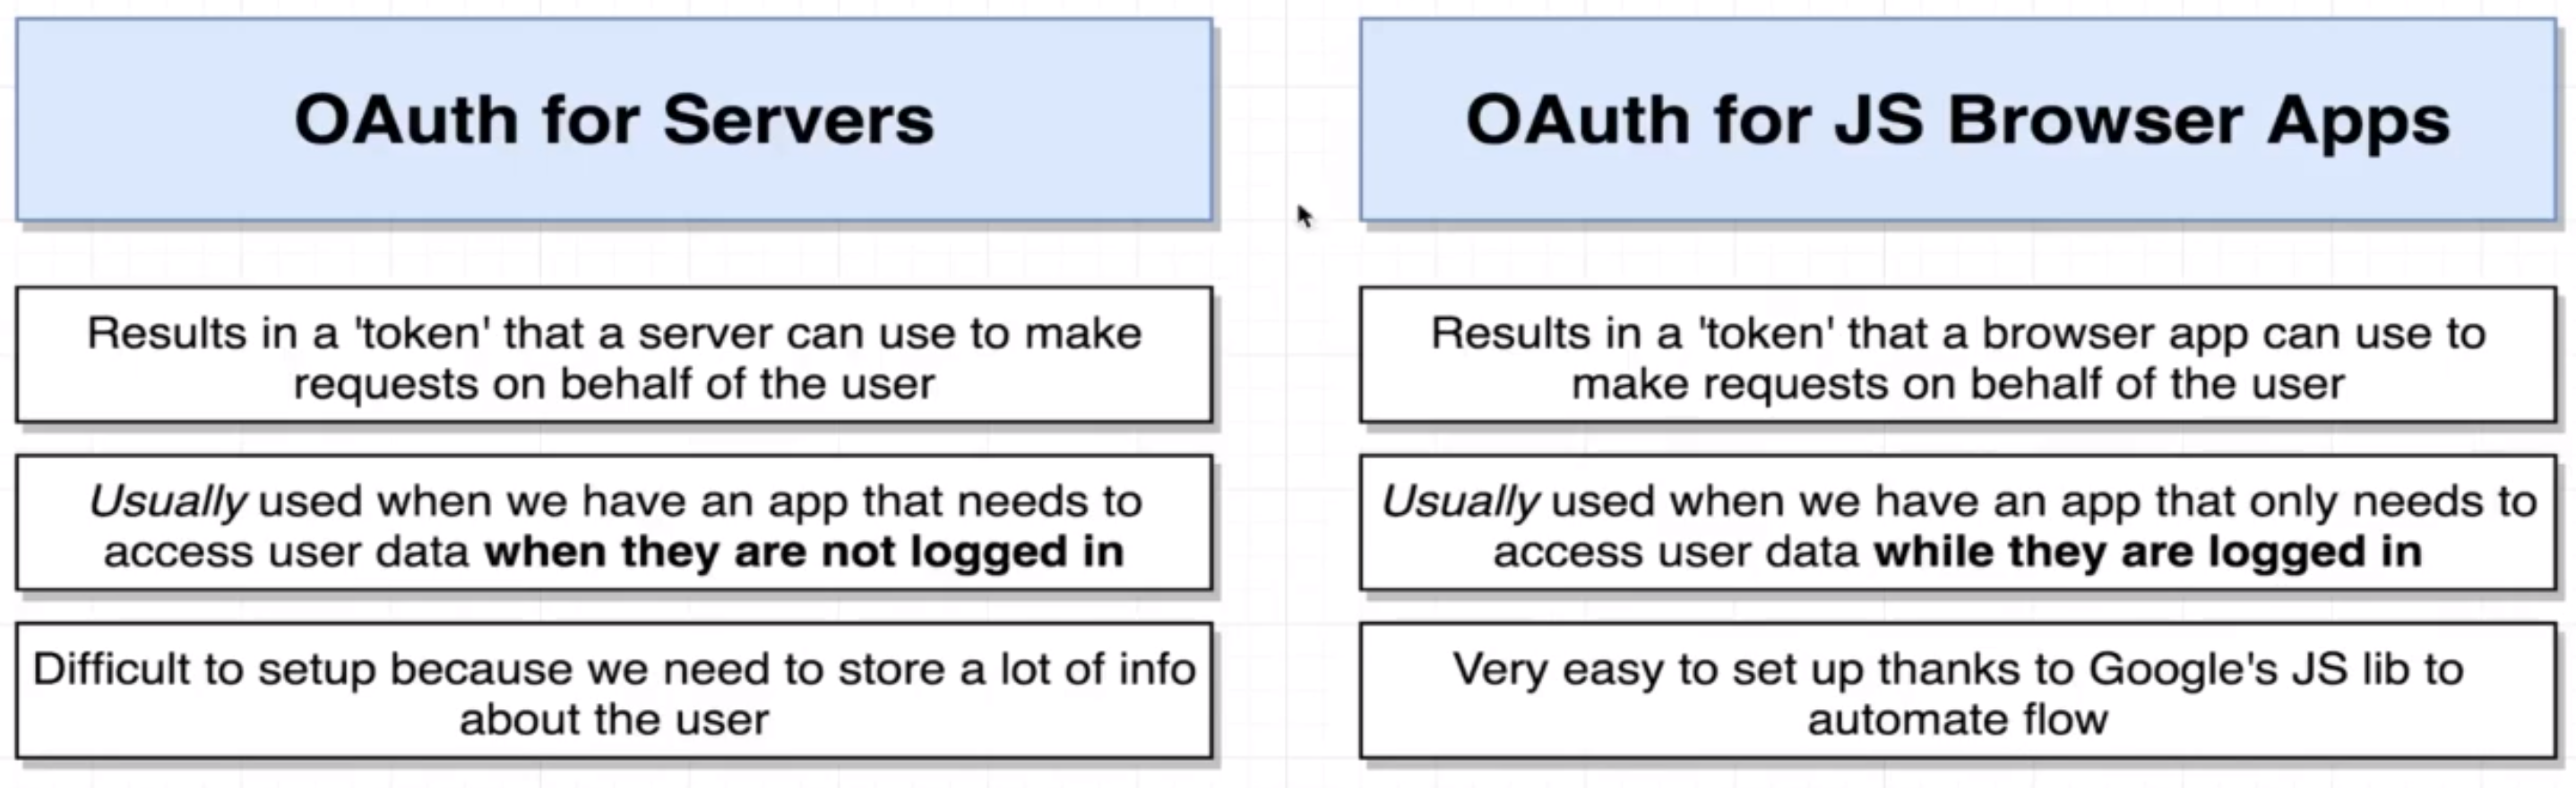 OAuth for Servers
Results in a 'token' that a server can use to make
requests on behalf of the user
Usually used when we have an app that needs to
access user data when they are not logged in
Difficult to setup because we need to store a lot of info
about the user
OAuth for JS Browser Apps
Results in a 'token' that a browser app can use to
make requests on behalf of the user
Usually used when we have an app that only needs to
access user data while they are logged in
Very easy to set up thanks to Google's JS lib to
automate flow